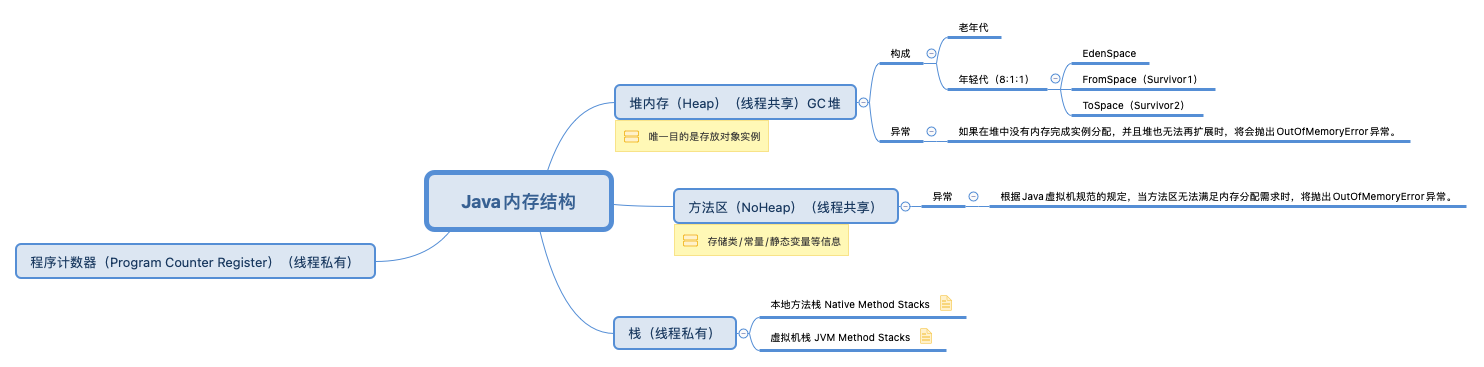 Java内存结构
堆内存（Heap）（线程共享）GC堆
唯一目的是存放对象实例
构成
老年代
年轻代（8:1:1）
EdenSpace
FromSpace（Survivor1）
ToSpace（Survivor2）
异常
如果在堆中没有内存完成实例分配，并且堆也无法再扩展时，将会抛出OutOfMemoryError异常。
方法区（NoHeap）（线程共享）
存储类/常量/静态变量等信息
异常
根据Java虚拟机规范的规定，当方法区无法满足内存分配需求时，将抛出OutOfMemoryError异常。
栈（线程私有）
本地方法栈 Native Method Stacks
虚拟机栈 JVM Method Stacks
程序计数器（Program Counter Register）（线程私有）